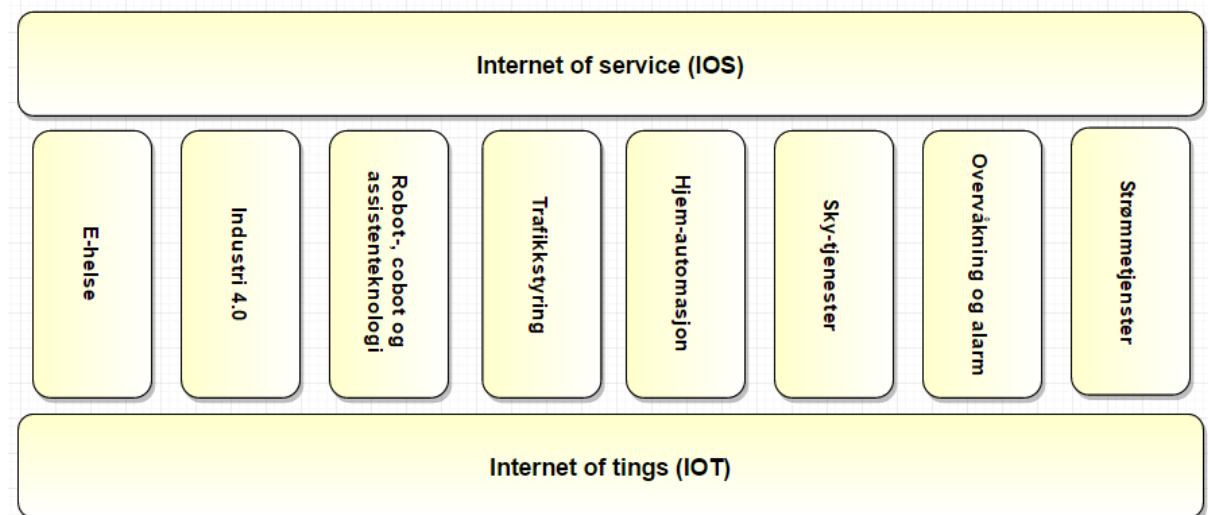 Internet of service (IOS)
E-helse
Industri 4.0
Robot-, cobot og
assistenteknologi
Trafikkstyring
Hjem-automasjon
Sky-tjenester
Overvåkning og alarm
Strømmetjenster
Internet of tings (IOT)